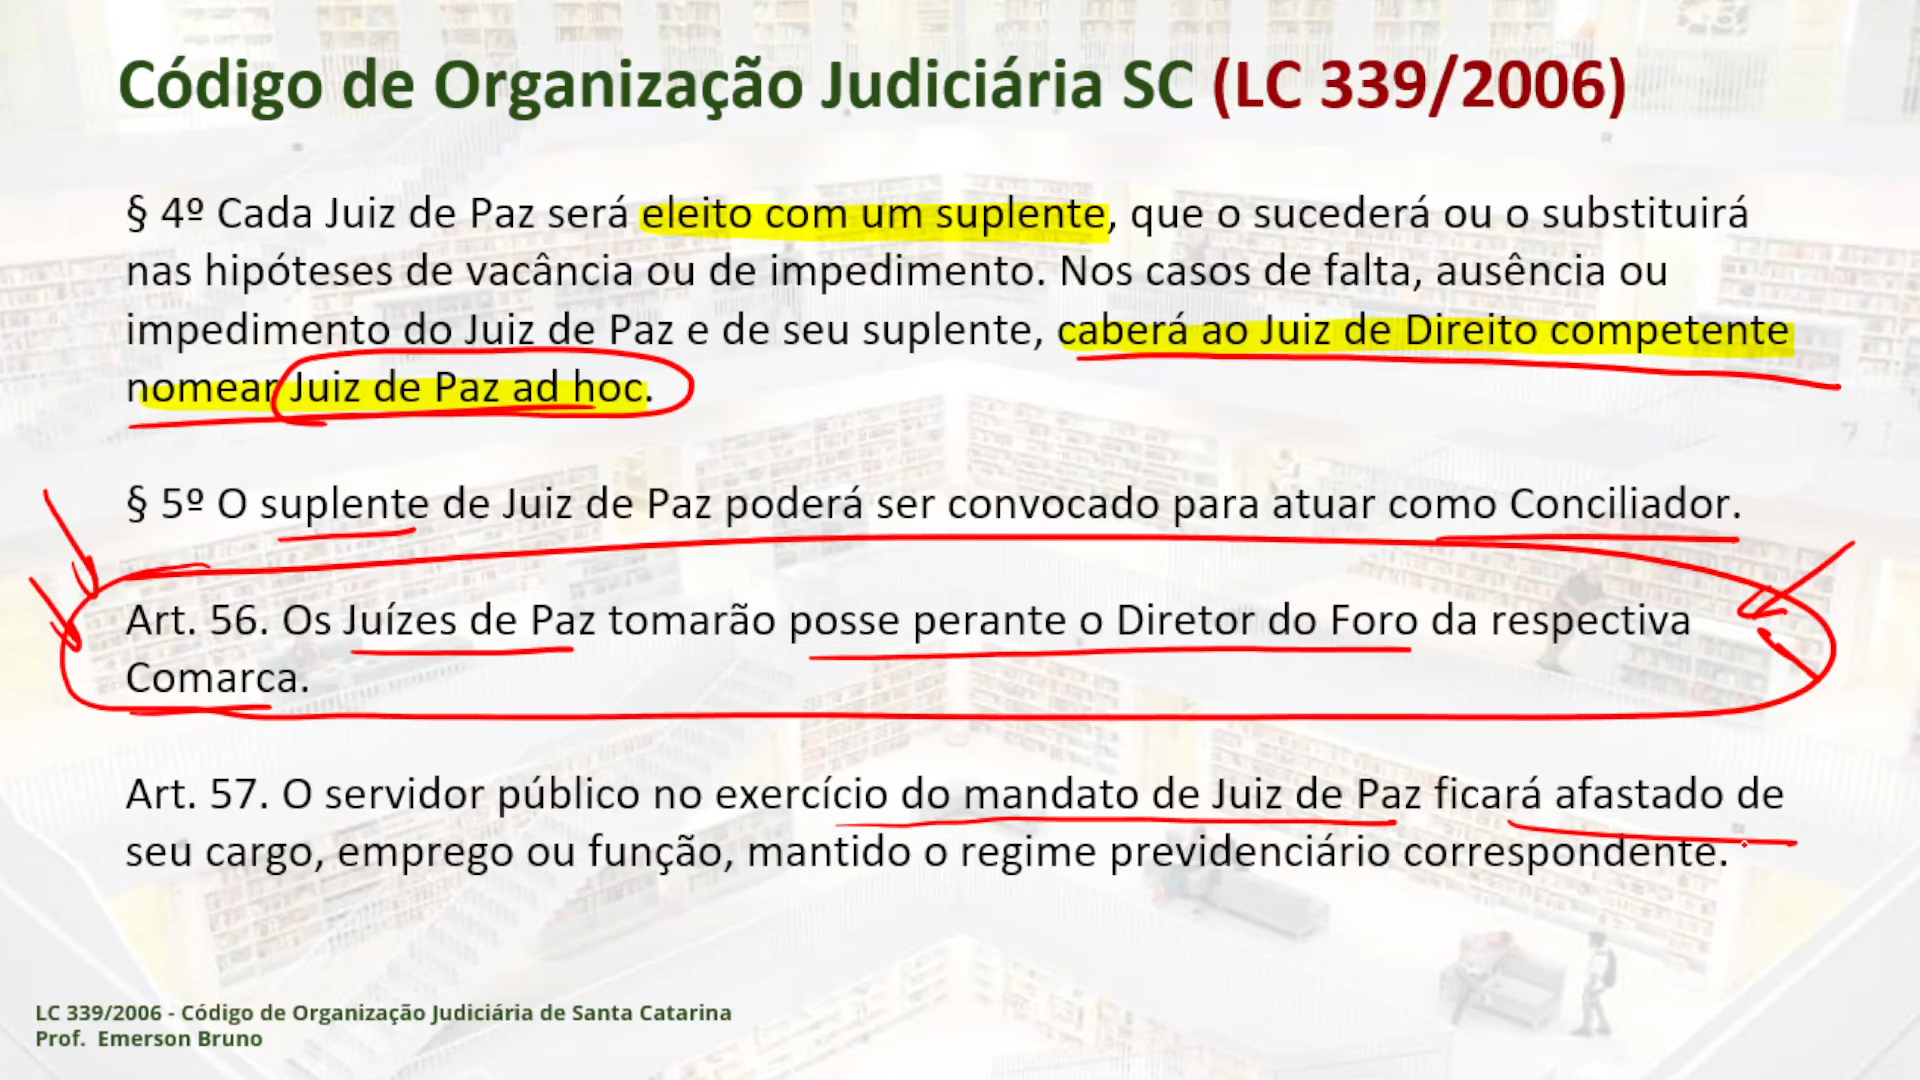 Código de Organização Judiciária SC (LC 339/2006)
§ 4º Cada Juiz de Paz será eleito com um suplente, que o sucederá ou o substituirá
nas hipóteses de vacância ou de impedimento. Nos casos de falta, ausência ou
impedimento do Juiz de Paz e de seu suplente, caberá ao Juiz de Direito competente
nomear Juiz de Paz ad hoc.
§ 5º O suplente de Juiz de Paz poderá ser convocado para atuar como Conciliador.
Art. 56. Os Juízes de Paz tomarão posse perante o Diretor do Foro da respectiva
Comarca.
Art. 57. O servidor público no exercício do mandato de Juiz de Paz ficará afastado de
seu cargo, emprego ou função, mantido o regime previdenciário correspondente.
LC 339/2006 - Código de Organização Judiciária de Santa Catarina
Prof. Emerson Bruno